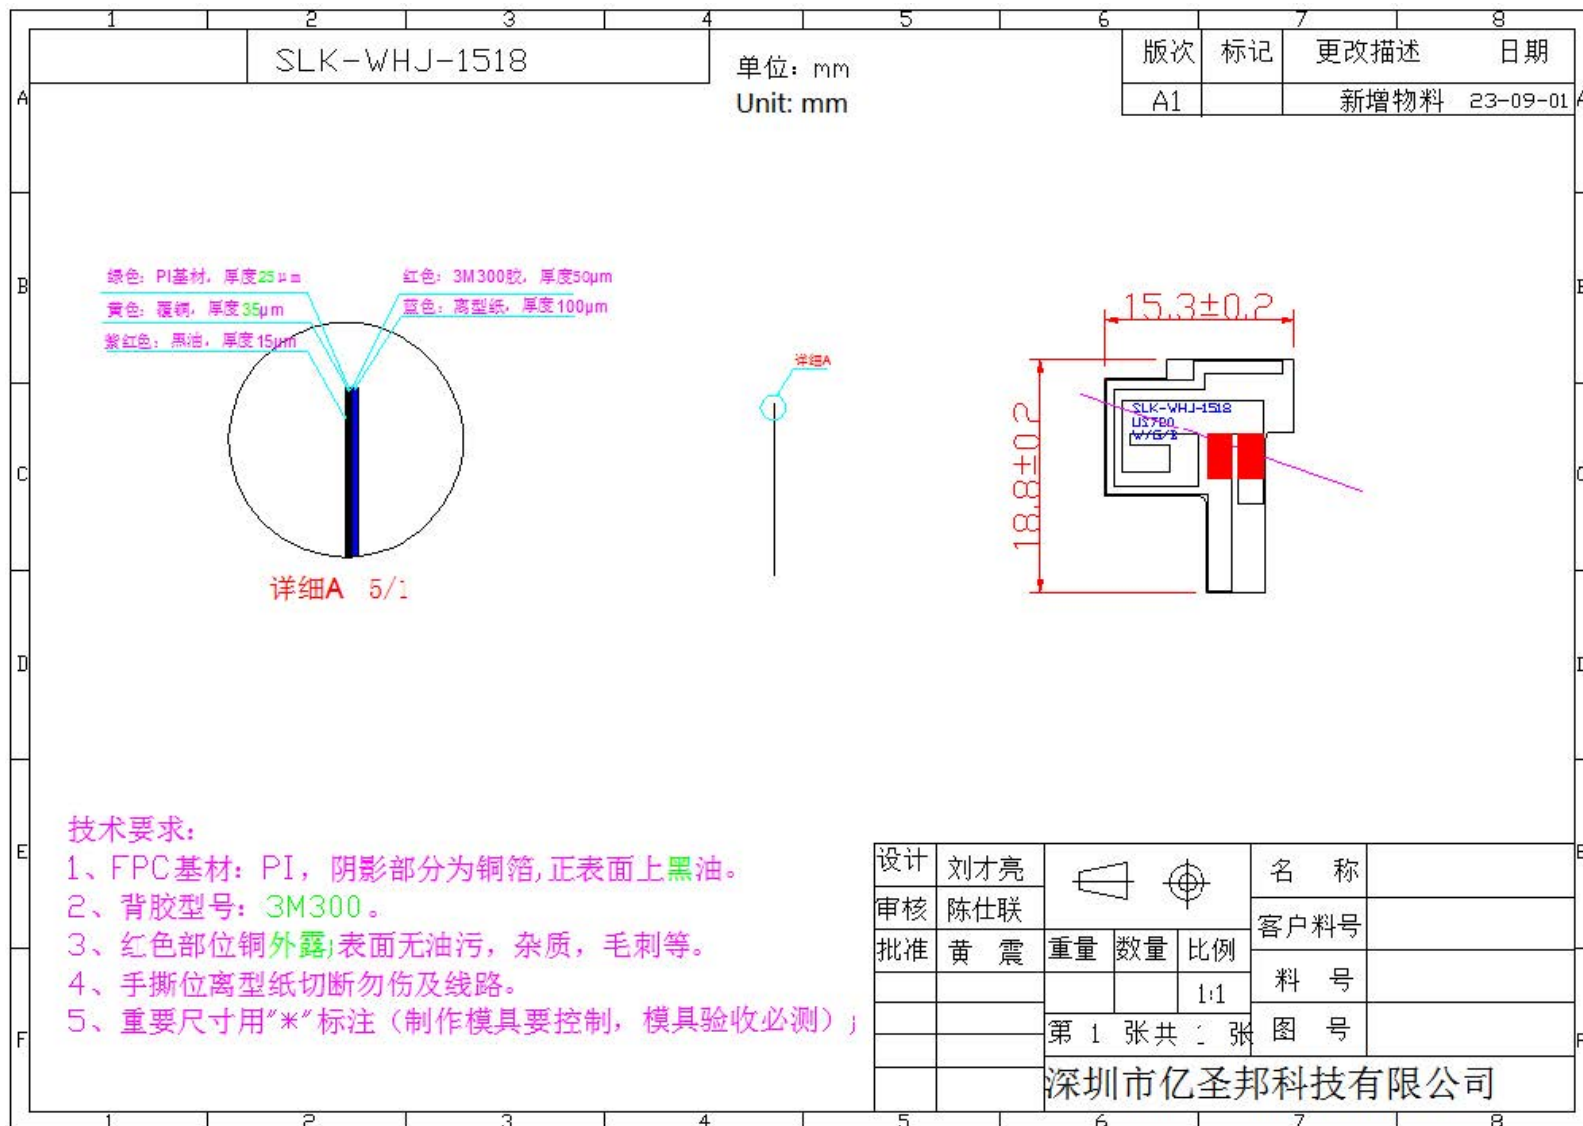 1 2 3 4 5 6 7 8
SLK-WHJ-1518
单位：mm
Unit: mm
版次 标记 更改描述 日期
A1 新增物料 23-09-01
A
B
C
D
E
F
绿色：PI基材，厚度25μm
黄色：覆铜，厚度35μm
紫红色：黑油，厚度15μm
红色：3M300胶，厚度50μm
蓝色：离型纸，厚度100μm
详细A 5/1
详细A
15.3±0.2
18.8±0.2
SLK-WHJ-1518
W/G/B
技术要求：
1、FPC基材：PI，阴影部分为铜箔,正表面上黑油。
2、背胶型号：3M300。
3、红色部位铜外露;表面无油污，杂质，毛刺等。
4、手撕位离型纸切断勿伤及线路。
5、重要尺寸用"*"标注（制作模具要控制，模具验收必测）;
设计 刘才亮
审核 陈仕联
批准 黄 震
重量 数量 比例
1:1
第 1 张共 张
名 称
客户料号
料 号
图 号
深圳市亿圣邦科技有限公司
1 2 3 4 5 6 7 8